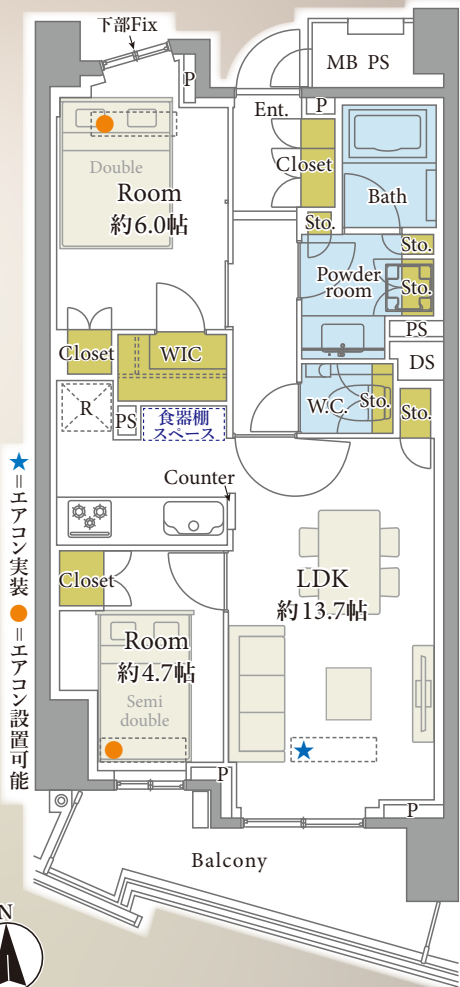 下部Fix
P
MB PS
Ent.
P
Closet
Bath
Double
Room
約6.0帖
Sto.
Sto.
Powder
room
Sto.
PS
DS
Closet
WIC
W.C.
Sto.
Sto.
R
PS
食器棚
スペース
Counter
LDK
約13.7帖
Closet
Room
約4.7帖
Semi
double
P
P
Balcony
★=エアコン実装 ●=エアコン設置可能
N